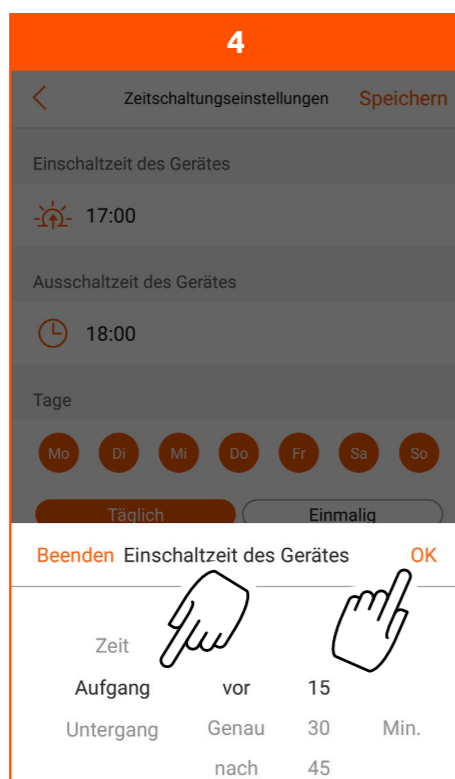 4
Zeitschaltungseinstellungen Speichern
Einschaltzeit des Gerätes
17:00
Ausschaltzeit des Gerätes
18:00
Tage
Mo Di Mi Do Fr Sa So
Täglich Einmalig
Beenden Einschaltzeit des Gerätes OK
Zeit
Aufgang vor 15
Untergang Genau 30 Min.
nach 45